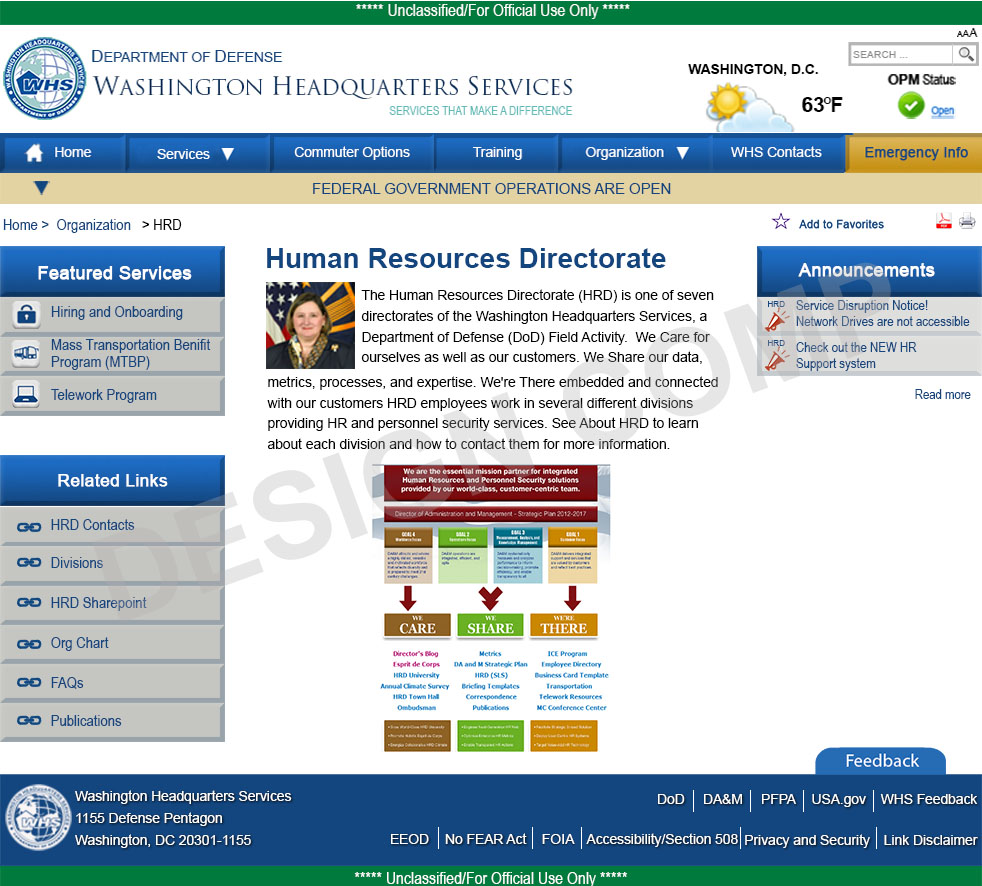 ***** Unclassified/For Official Use Only *****
AAA
SEARCH ...
DEPARTMENT OF DEFENSE
WASHINGTON HEADQUARTERS SERVICES
SERVICES THAT MAKE A DIFFERENCE
WHS
WASHINGTON, D.C.
63ºF
OPM Status
Open
Home
Services
Commuter Options
Training
Organization
WHS Contacts
Emergency Info
FEDERAL GOVERNMENT OPERATIONS ARE OPEN
Home > Organization > HRD
Add to Favorites
Featured Services
Hiring and Onboarding
Mass Transportation Benifit
Program (MTBP)
Telework Program
Related Links
HRD Contacts
Divisions
HRD Sharepoint
Org Chart
FAQs
Publications
Human Resources Directorate
The Human Resources Directorate (HRD) is one of seven
directorates of the Washington Headquarters Services, a
Department of Defense (DoD) Field Activity. We Care for
ourselves as well as our customers. We Share our data,
metrics, processes, and expertise. We're There embedded and connected
with our customers HRD employees work in several different divisions
providing HR and personnel security services. See About HRD to learn
about each division and how to contact them for more information.
We are the essential mission partner for integrated
Human Resources and Personnel Security solutions
provided by our world-class, customer-centric team.
Director of Administration and Management - Strategic Plan 2012-2017
GOAL 4
Workforce Focus
GOAL 2
Operations Focus
GOAL 3
GOAL 1
Customer Focus
WE
CARE
WE
SHARE
WE'RE
THERE
Director's Blog
Esprit de Corps
HRD University
Annual Climate Survey
HRD Town Hall
Ombudsman
Metrics
DA and M Strategic Plan
HRD (SLS)
Briefing Templates
Correspondence
Publications
ICE Program
Employee Directory
Business Card Template
Transportation
Telework Resources
MC Conference Center
Announcements
HRD
Service Disruption Notice!
Network Drives are not accessible
HRD
Check out the NEW HR
Support system
Read more
DESIGN COMP
Feedback
WHS
Washington Headquarters Services
1155 Defense Pentagon
Washington, DC 20301-1155
DoD
DA&M
PFPA
USA.gov
WHS Feedback
EEOD
No FEAR Act
FOIA
Accessibility/Section 508
Privacy and Security
Link Disclaimer
***** Unclassified/For Official Use Only *****